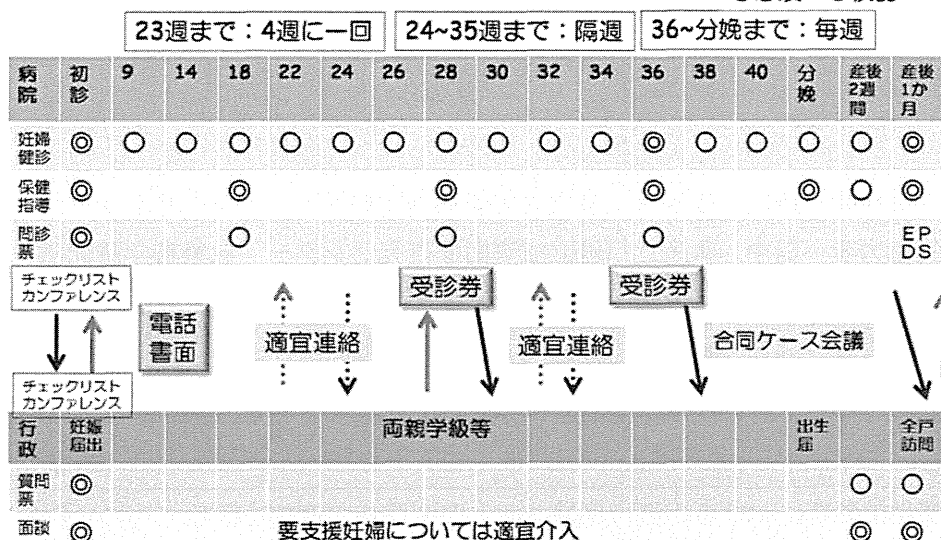 23週まで：4週に一回 24~35週まで：隔週 36~分娩まで：毎週
病院 初診 9 14 18 22 24 26 28 30 32 34 36 38 40 分娩 産後2週間 産後1か月
妊婦健診 ◎ ○ ○ ○ ○ ○ ○ ○ ○ ○ ○ ◎ ○ ○ ○ ○ ◎
保健指導 ◎ ◎ ◎ ◎ ◎ ○ ◎
問診票 ◎ ○ ◎ ○ EPDS
チェックリスト
カンファレンス
受診券 受診券
電話
書面
適宜連絡 適宜連絡 合同ケース会議
チェックリスト
カンファレンス
行政 妊娠届出 両親学級等 出生届 全戸訪問
質問票 ◎ ○ ○
面談 ◎ 要支援妊婦については適宜介入 ◎ ◎